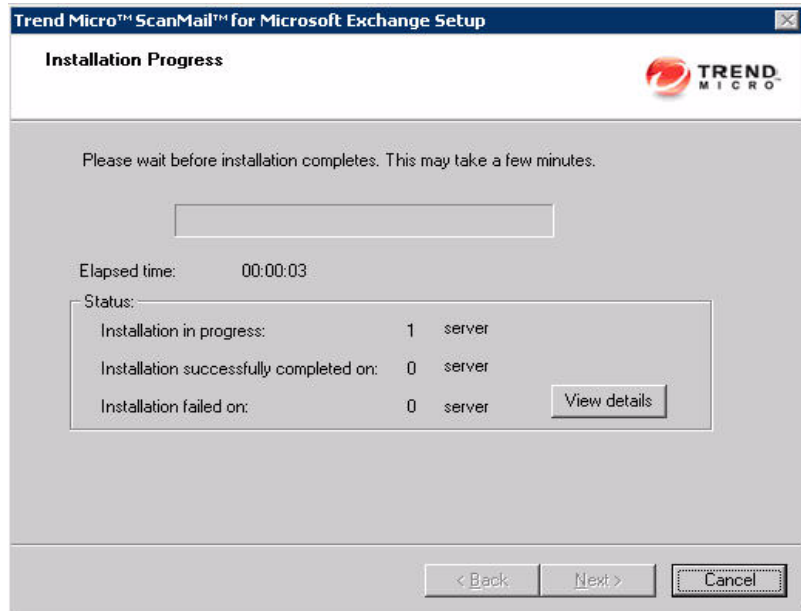 Trend Micro™ ScanMail™ for Microsoft Exchange Setup
Installation Progress
TREND
MICRO
Please wait before installation completes. This may take a few minutes.
Elapsed time: 00:00:03
Status:
Installation in progress: 1 server
Installation successfully completed on: 0 server
Installation failed on: 0 server
View details
< Back Next > Cancel